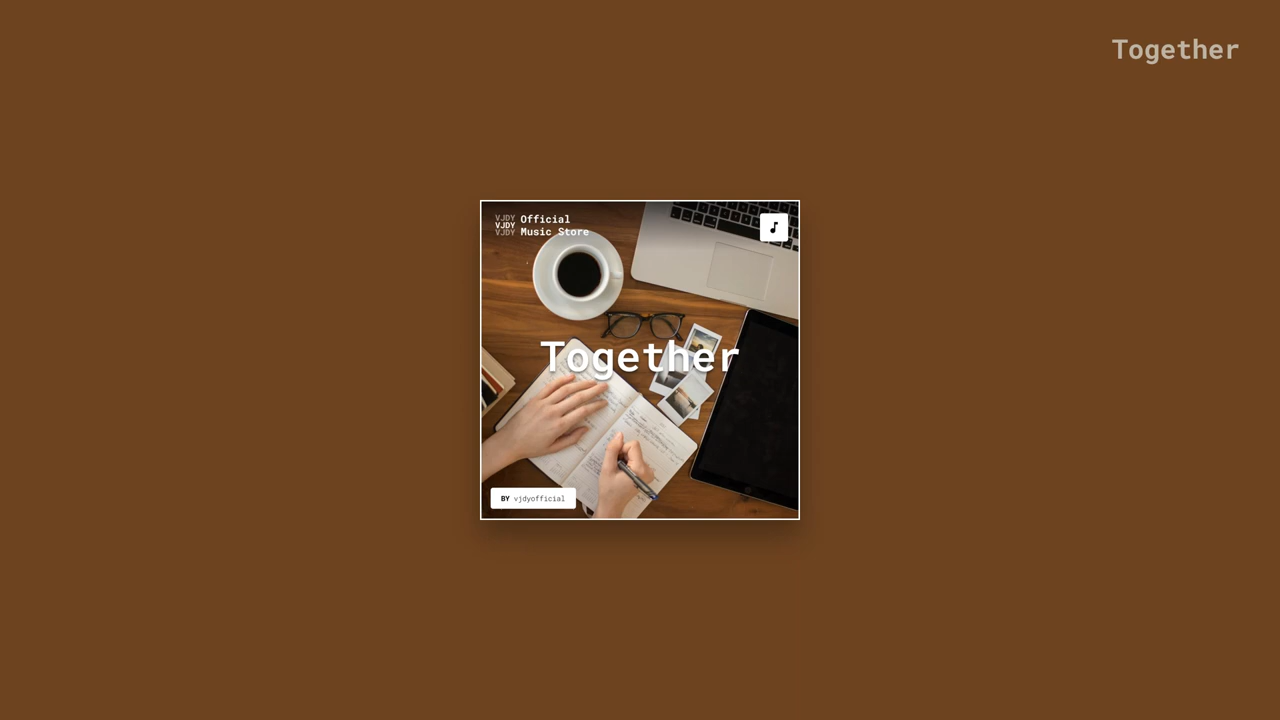 Together
VJDY
VJDY
VJDY
Official
Music Store
Together
BY vjdyofficial